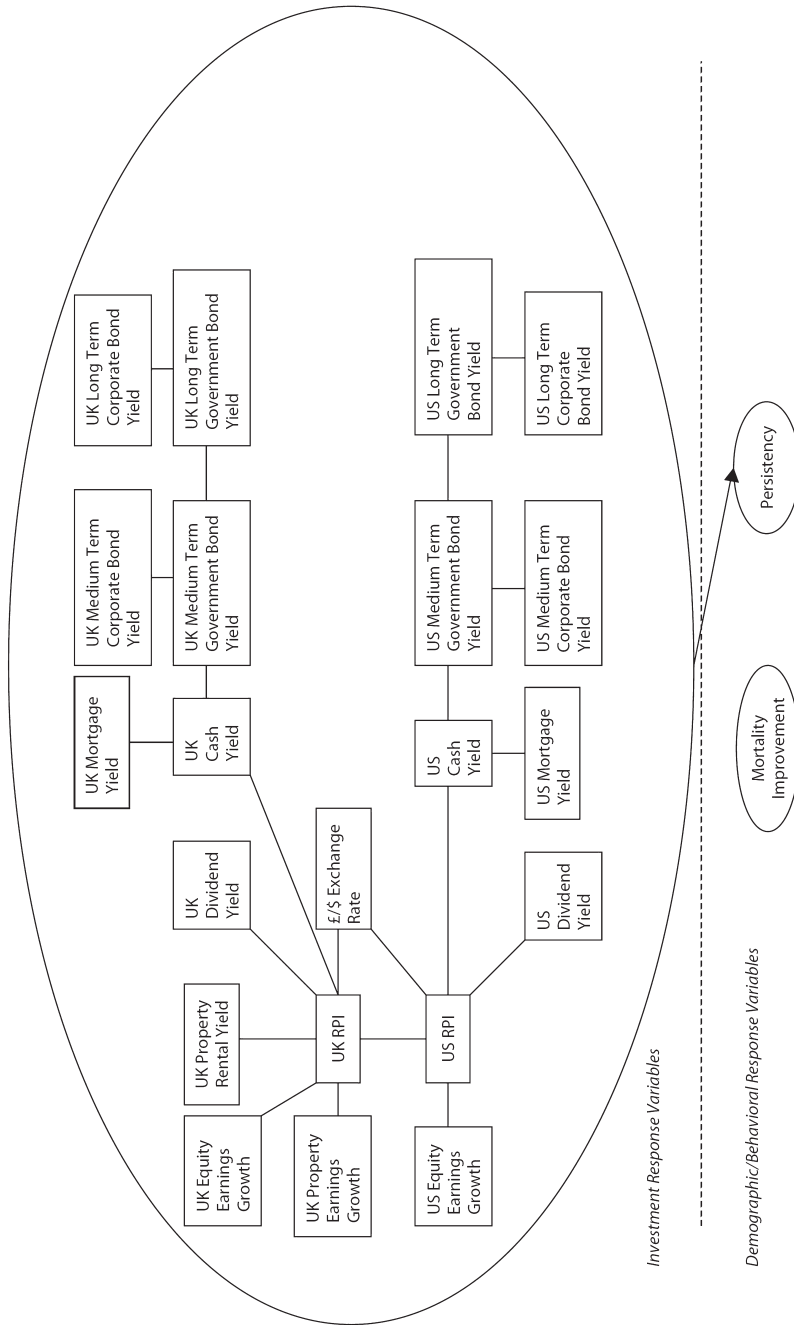 UK Mortgage
Yield
UK Medium Term
Corporate Bond
Yield
UK Long Term
Corporate Bond
Yield
UK Equity
Earnings
Growth
UK Property
Rental Yield
UK
Dividend
Yield
UK
Cash
Yield
UK Medium Term
Government Bond
Yield
UK Long Term
Government Bond
Yield
UK Property
Earnings
Growth
UK RPI
£/$ Exchange
Rate
US Equity
Earnings
Growth
US RPI
US
Cash
Yield
US Medium Term
Government Bond
Yield
US Long Term
Government
Bond Yield
US
Dividend
Yield
US Mortgage
Yield
US Medium Term
Corporate Bond
Yield
US Long Term
Corporate
Bond Yield
Investment Response Variables
Demographic/Behavioral Response Variables
Mortality
Improvement
Persistency